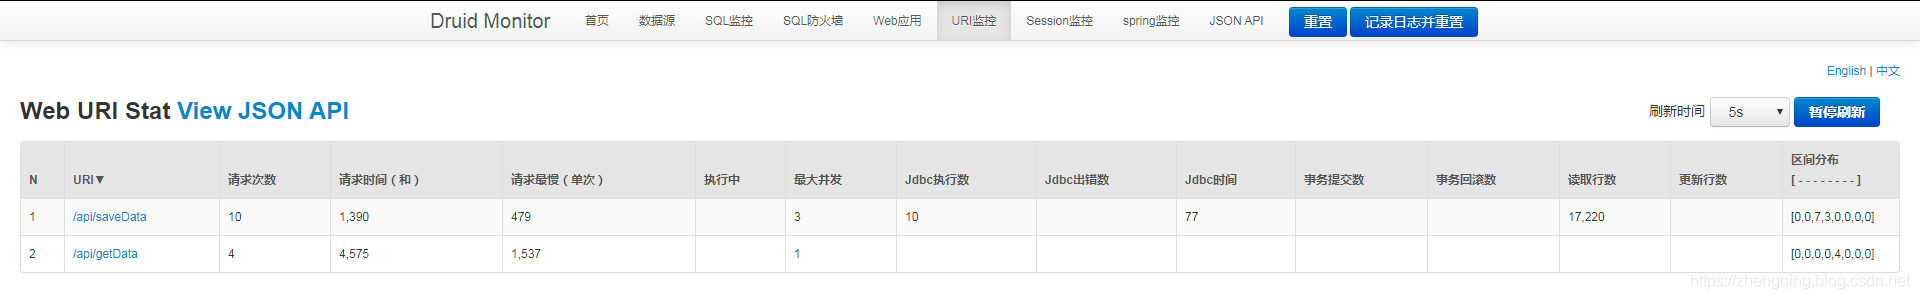 Druid Monitor 首页 数据源 SQL监控 SQL防火墙 Web应用 URI监控 Session监控 spring监控 JSON API 重置 记录日志并重置
English | 中文
Web URI Stat View JSON API 刷新时间 5s 暂停刷新
N URI▼ 请求次数 请求时间（和） 请求最慢（单次） 执行中 最大并发 Jdbc执行数 Jdbc出错数 Jdbc时间 事务提交数 事务回滚数 读取行数 更新行数 区间分布
[ - - - - - - - - ]
1 /api/saveData 10 1,390 479 3 10 77 17,220 [0,0,7,3,0,0,0,0]
2 /api/getData 4 4,575 1,537 1 [0,0,0,0,4,0,0,0]
https://zhengqing.blog.csdn.net